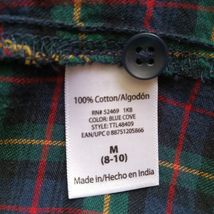 100% Cotton/Algodón
RN# 52469 1KB
COLOR: BLUE COVE
STYLE: TTL48409
EAN/UPC 0 88751205866
M
(8-10)
Made in/Hecho en India